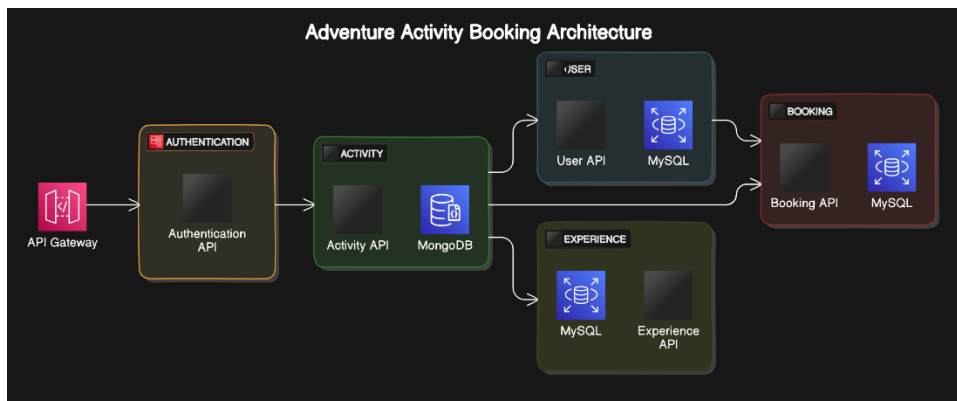 Adventure Activity Booking Architecture
USER
User API
MySQL
BOOKING
Booking API
MySQL
AUTHENTICATION
Authentication
API
ACTIVITY
Activity API
MongoDB
API Gateway
EXPERIENCE
MySQL
Experience
API